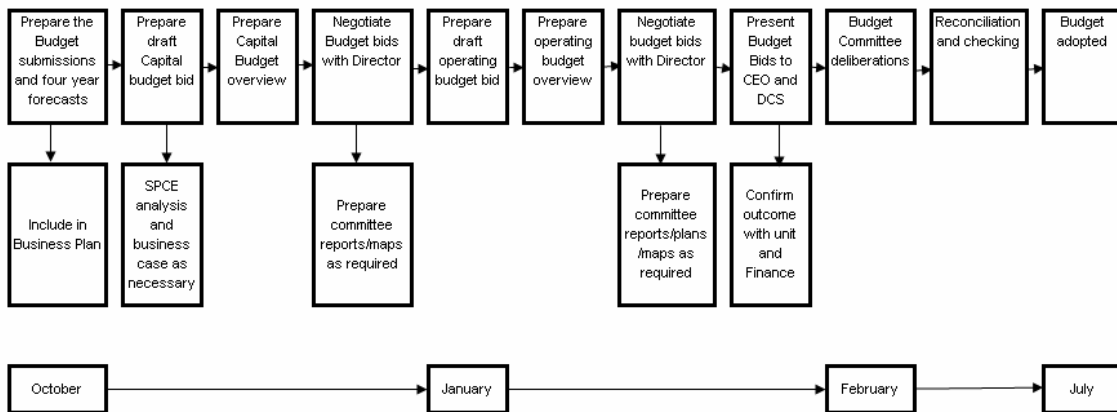 Prepare the
Budget
submissions
and four year
forecasts
Prepare
draft
Capital
budget bid
Prepare
Capital
Budget
overview
Negotiate
Budget bids
with Director
Prepare
draft
operating
budget bid
Prepare
operating
budget
overview
Negotiate
budget bids
with Director
Present
Budget
Bids to
CEO and
DCS
Budget
Committee
deliberations
Reconciliation
and checking
Budget
adopted
Include in
Business Plan
SPCE
analysis
and
business
case as
necessary
Prepare
committee
reports/maps
as required
Prepare
committee
reports/plans
/maps as
required
Confirm
outcome
with unit
and
Finance
October
January
February
July